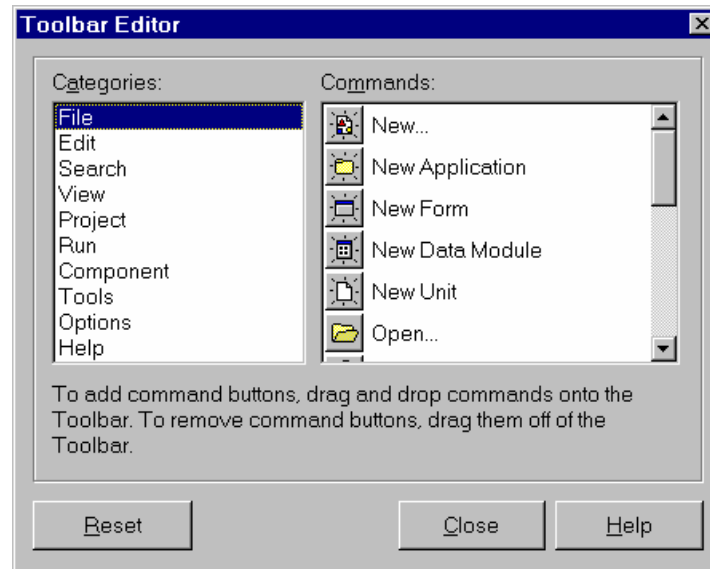 Toolbar Editor
Categories:
File
Edit
Search
View
Project
Run
Component
Tools
Options
Help
Commands:
New...
New Application
New Form
New Data Module
New Unit
Open...
To add command buttons, drag and drop commands onto the
Toolbar. To remove command buttons, drag them off of the
Toolbar.
Reset
Close
Help